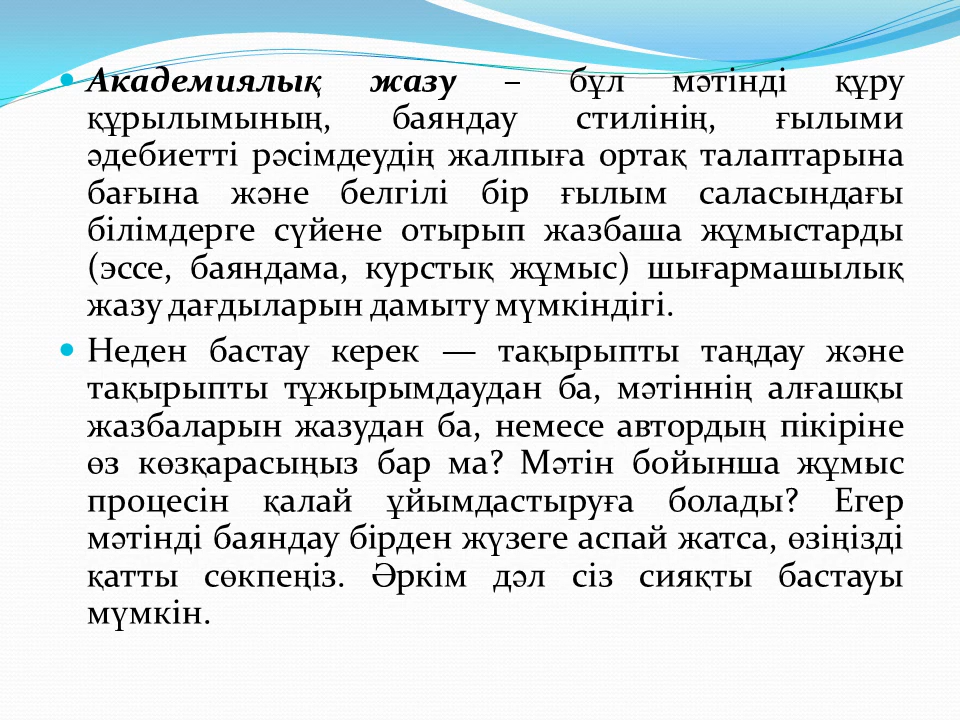 Академиялық жазу – бұл мәтінді құру
құрылымының, баяндау стилінің, ғылыми
әдебиетті рәсімдеудің жалпыға ортақ талаптарына
бағына және белгілі бір ғылым саласындағы
білімдерге сүйене отырып жазбаша жұмыстарды
(эссе, баяндама, курстық жұмыс) шығармашылық
жазу дағдыларын дамыту мүмкіндігі.
Неден бастау керек — тақырыпты таңдау және
тақырыпты тұжырымдаудан ба, мәтіннің алғашқы
жазбаларын жазудан ба, немесе автордың пікіріне
өз көзқарасыңыз бар ма? Мәтін бойынша жұмыс
процесін қалай ұйымдастыруға болады? Егер
мәтінді баяндау бірден жүзеге аспай жатса, өзіңізді
қатты сөкпеңіз. Әркім дәл сіз сияқты бастауы
мүмкін.